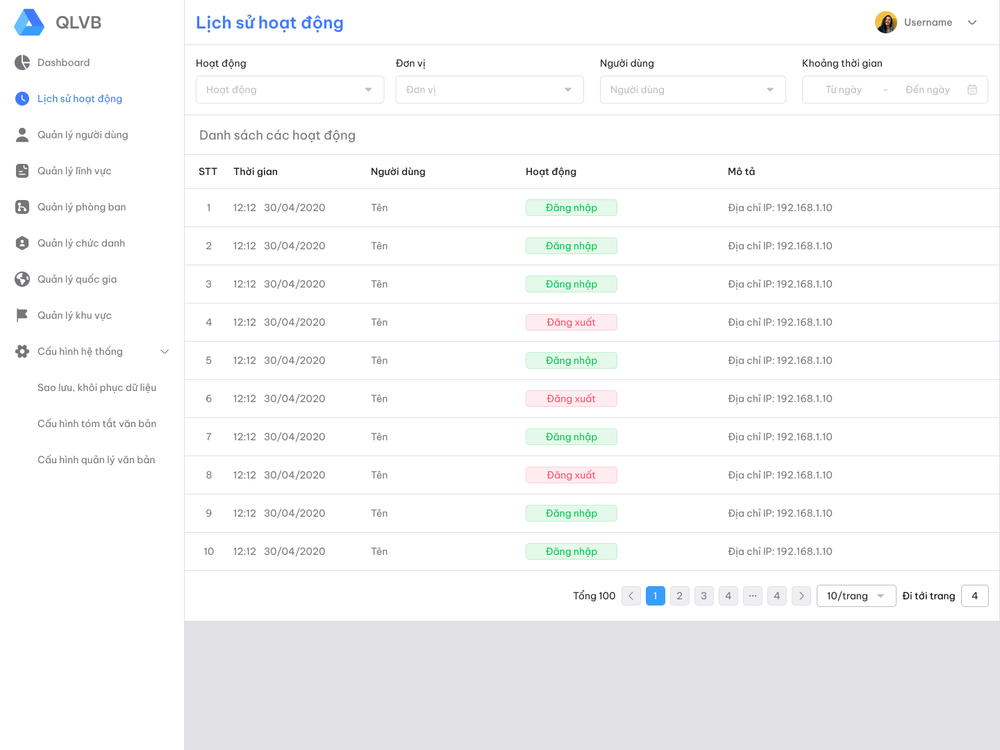 QLVB
Dashboard
Lịch sử hoạt động
Quản lý người dùng
Quản lý lĩnh vực
Quản lý phòng ban
Quản lý chức danh
Quản lý quốc gia
Quản lý khu vực
Cấu hình hệ thống
Sao lưu, khôi phục dữ liệu
Cấu hình tóm tắt văn bản
Cấu hình quản lý văn bản
Lịch sử hoạt động
Username
Hoạt động Đơn vị Người dùng Khoảng thời gian
Hoạt động Đơn vị Người dùng Từ ngày - Đến ngày
Danh sách các hoạt động
STT Thời gian Người dùng Hoạt động Mô tả
1 12:12 30/04/2020 Tên Đăng nhập Địa chỉ IP: 192.168.1.10
2 12:12 30/04/2020 Tên Đăng nhập Địa chỉ IP: 192.168.1.10
3 12:12 30/04/2020 Tên Đăng nhập Địa chỉ IP: 192.168.1.10
4 12:12 30/04/2020 Tên Đăng xuất Địa chỉ IP: 192.168.1.10
5 12:12 30/04/2020 Tên Đăng nhập Địa chỉ IP: 192.168.1.10
6 12:12 30/04/2020 Tên Đăng xuất Địa chỉ IP: 192.168.1.10
7 12:12 30/04/2020 Tên Đăng nhập Địa chỉ IP: 192.168.1.10
8 12:12 30/04/2020 Tên Đăng xuất Địa chỉ IP: 192.168.1.10
9 12:12 30/04/2020 Tên Đăng nhập Địa chỉ IP: 192.168.1.10
10 12:12 30/04/2020 Tên Đăng nhập Địa chỉ IP: 192.168.1.10
Tổng 100 1 2 3 4 ··· 4 10/trang Đi tới trang 4